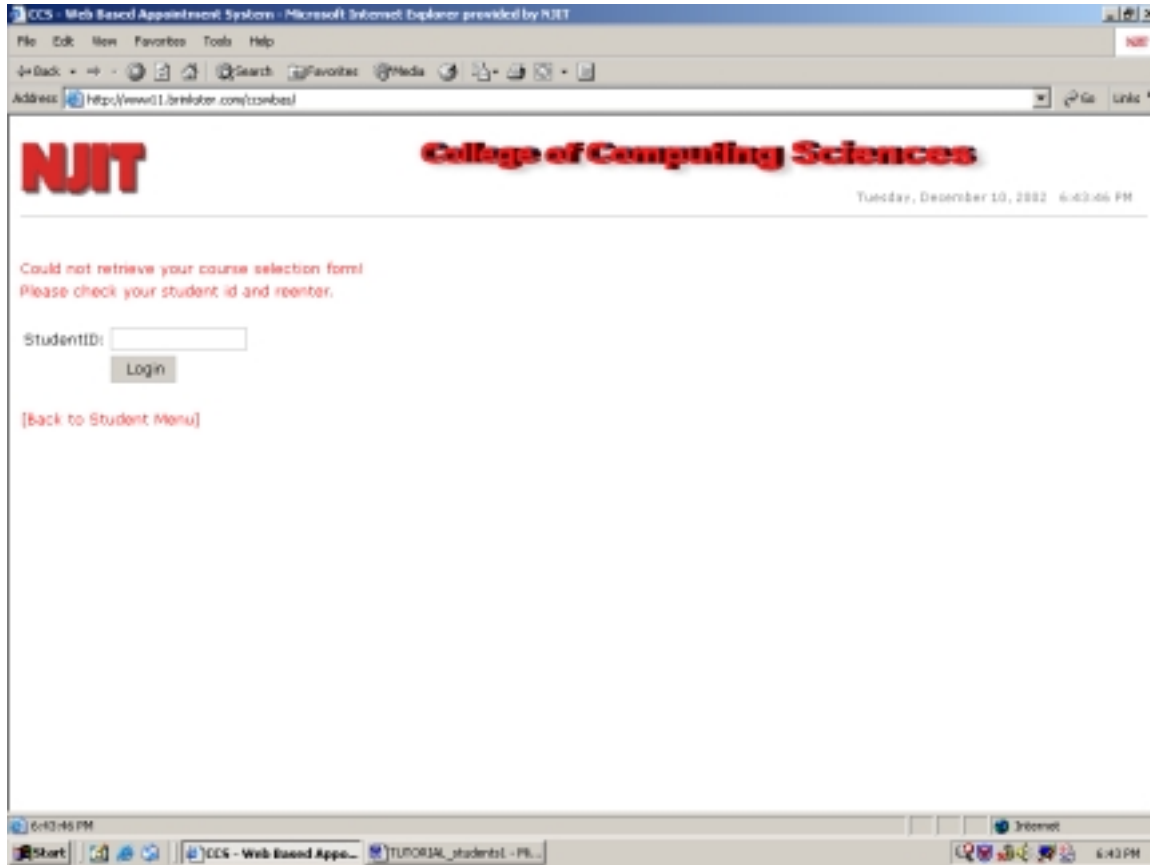 CCS - Web Based Appointment System - Microsoft Internet Explorer provided by NJIT
File Edit View Favorites Tools Help
NJIT
Back Search Favorites Media
Address Go Links
NJIT
College of Computing Sciences
Tuesday, December 10, 2002 6:43:46 PM
Could not retrieve your course selection form!
Please check your student id and reenter.
StudentID:
Login
[Back to Student Menu]
6:43:46 PM Internet
Start CCS - Web Based Appo... TUTORIAL_students1 - Mi... 6:43 PM